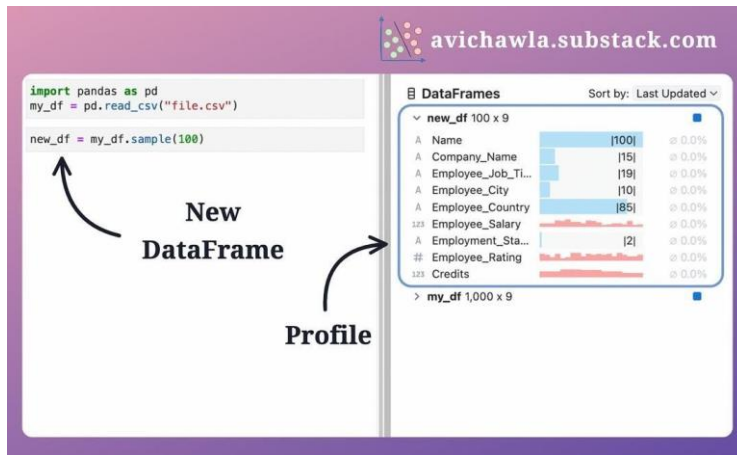 avichawla.substack.com
import pandas as pd
my_df = pd.read_csv("file.csv")
new_df = my_df.sample(100)
New
DataFrame
Profile
DataFrames Sort by: Last Updated
new_df 100 x 9
A Name |100| ∅ 0.0%
A Company_Name |15| ∅ 0.0%
A Employee_Job_Ti... |19| ∅ 0.0%
A Employee_City |10| ∅ 0.0%
A Employee_Country |85| ∅ 0.0%
123 Employee_Salary ∅ 0.0%
A Employment_Sta... |2| ∅ 0.0%
# Employee_Rating ∅ 0.0%
123 Credits ∅ 0.0%
my_df 1,000 x 9